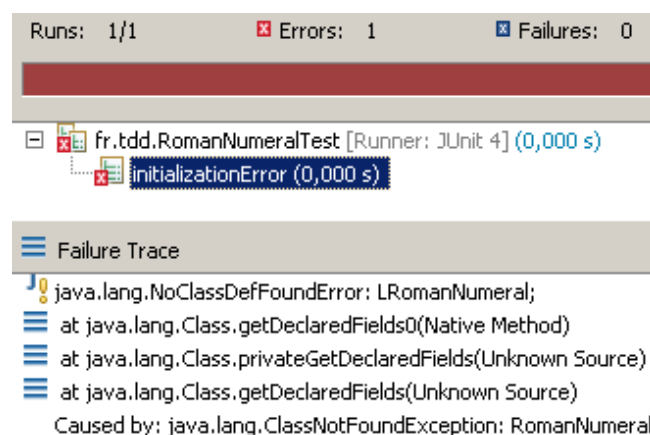 Runs: 1/1 Errors: 1 Failures: 0
fr.tdd.RomanNumeralTest [Runner: JUnit 4] (0,000 s)
initializationError (0,000 s)
Failure Trace
java.lang.NoClassDefFoundError: LRomanNumeral;
at java.lang.Class.getDeclaredFields0(Native Method)
at java.lang.Class.privateGetDeclaredFields(Unknown Source)
at java.lang.Class.getDeclaredFields(Unknown Source)
Caused by: java.lang.ClassNotFoundException: RomanNumeral